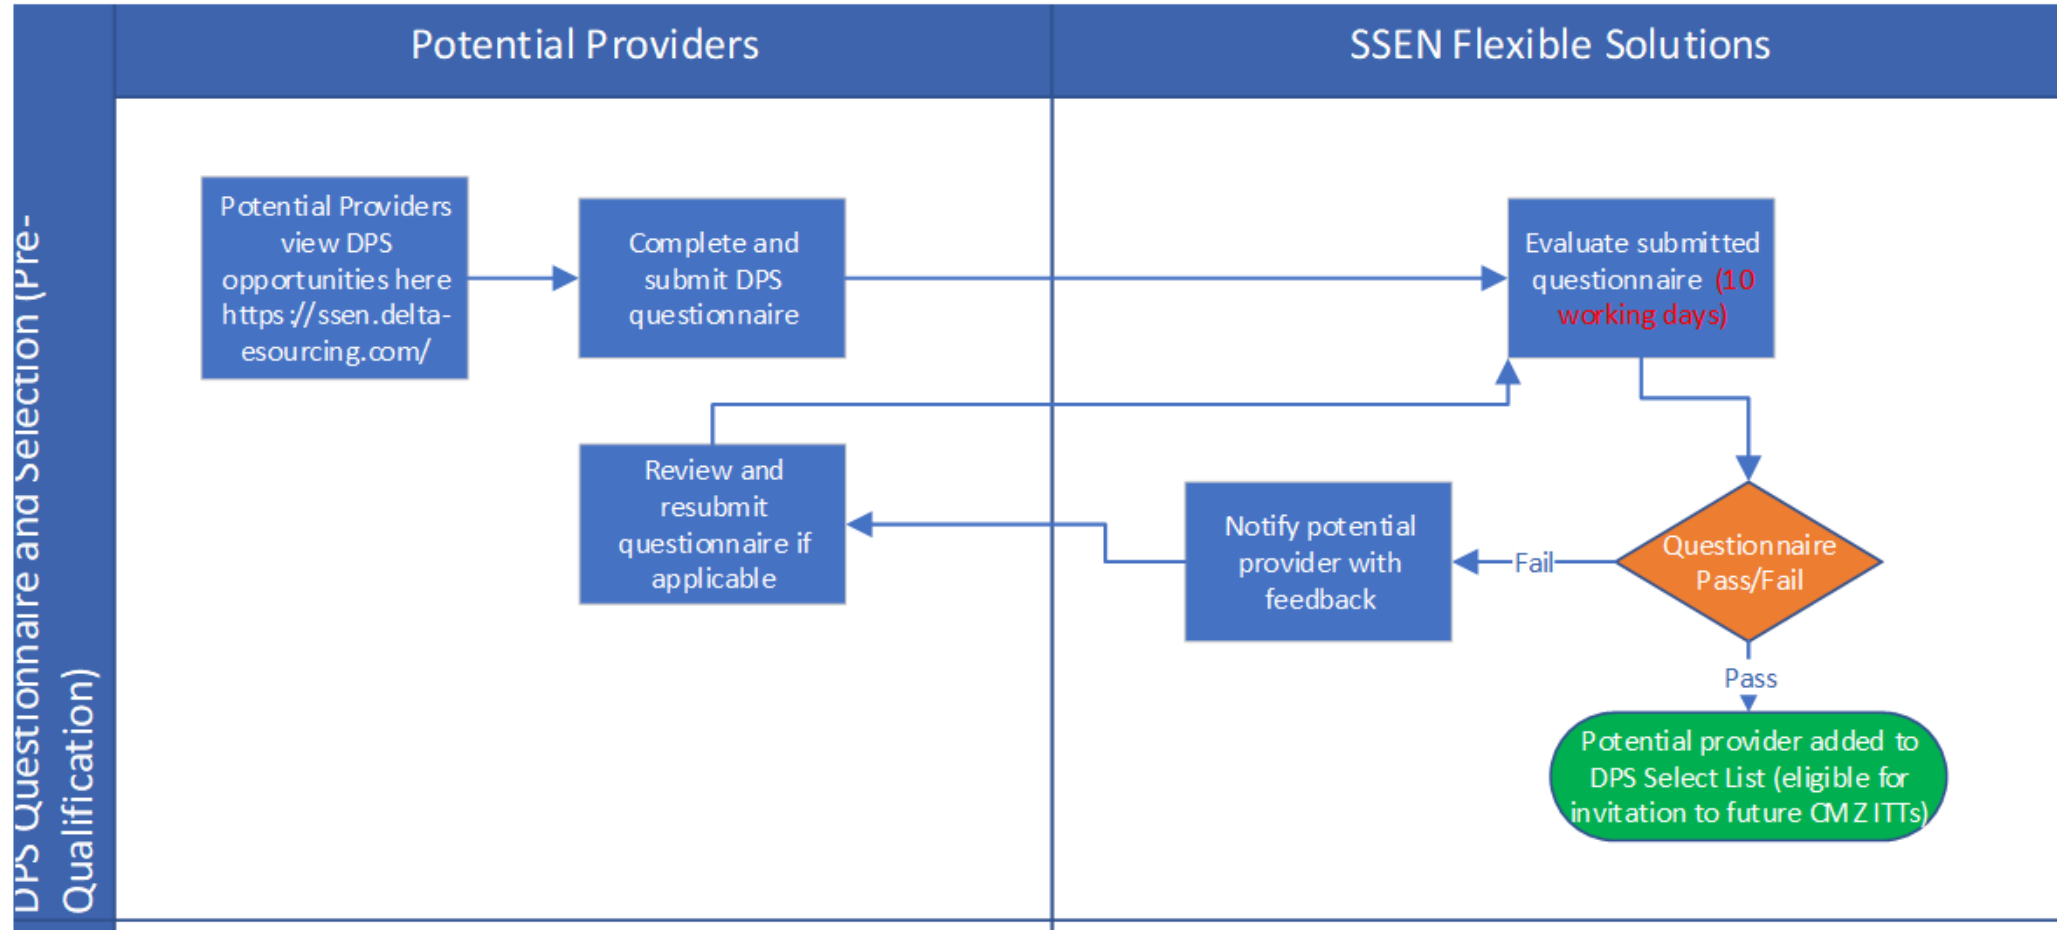 Potential Providers
SSEN Flexible Solutions
DPS Questionnaire and Selection (Pre-
Qualification)
Potential Providers
view DPS
opportunities here
https://ssen.delta-
esourcing.com/
Complete and
submit DPS
questionnaire
Evaluate submitted
questionnaire (10
working days)
Review and
resubmit
questionnaire if
applicable
Notify potential
provider with
feedback
Fail
Questionnaire
Pass/Fail
Pass
Potential provider added to
DPS Select List (eligible for
invitation to future CMZ ITTs)